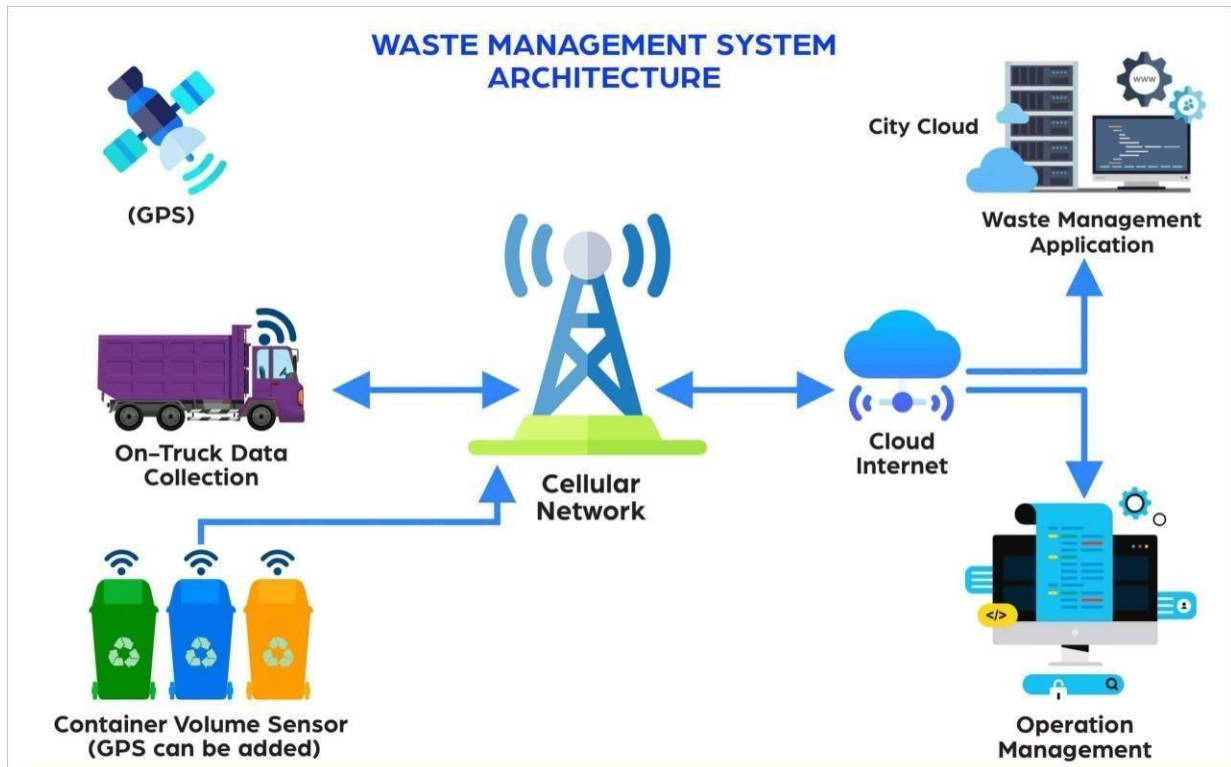 WASTE MANAGEMENT SYSTEM
ARCHITECTURE
(GPS)
City Cloud
www
Waste Management
Application
On-Truck Data
Collection
Cellular
Network
Cloud
Internet
</>
Container Volume Sensor
(GPS can be added)
Operation
Management